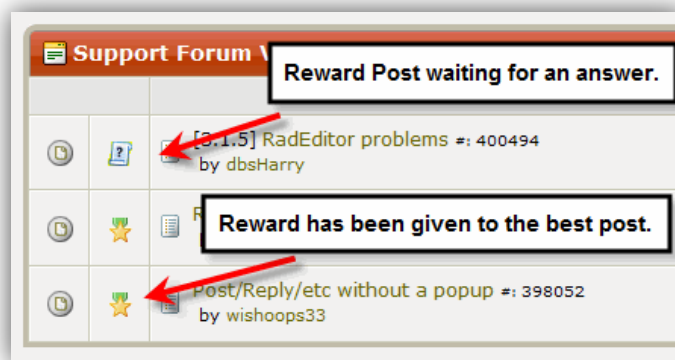 Support Forum V
Reward Post waiting for an answer.
[3.1.5] RadEditor problems #: 400494
by dbsHarry
R
Reward has been given to the best post.
Post/Reply/etc without a popup #: 398052
by wishoops33